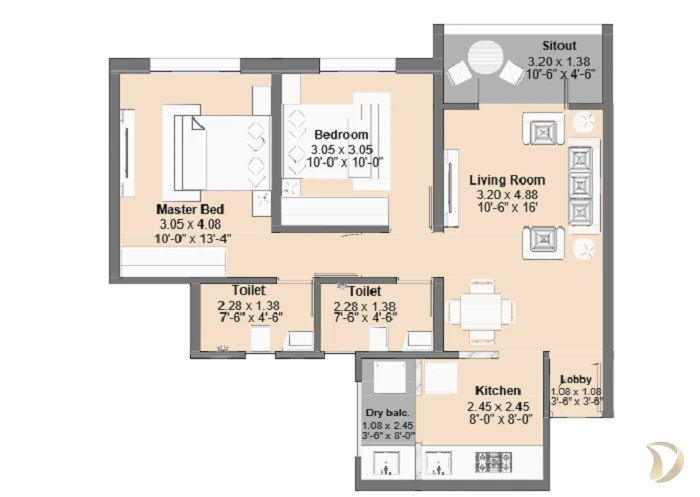 Sitout
3.20 x 1.38
10'-6" x 4'-6"
Bedroom
3.05 x 3.05
10'-0" x 10'-0"
Living Room
3.20 x 4.88
10'-6" x 16'
Master Bed
3.05 x 4.08
10'-0" x 13'-4"
Toilet
2.28 x 1.38
7'-6" x 4'-6"
Toilet
2.28 x 1.38
7'-6" x 4'-6"
Kitchen
2.45 x 2.45
8'-0" x 8'-0"
Lobby
1.08 x 1.08
3'-6" x 3'-6"
Dry balc.
1.08 x 2.45
3'-6" x 8'-0"